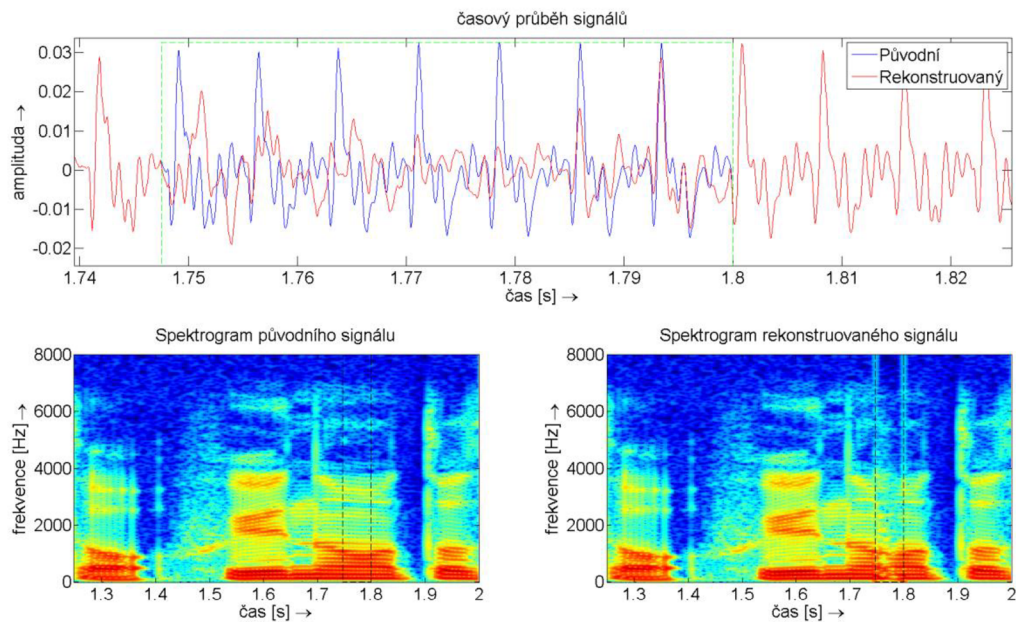 časový průběh signálů
0.03
0.02
0.01
0
-0.01
-0.02
amplituda →
Původní
Rekonstruovaný
1.74 1.75 1.76 1.77 1.78 1.79 1.8 1.81 1.82
čas [s] →
Spektrogram původního signálu
8000
6000
4000
2000
0
frekvence [Hz] →
1.3 1.4 1.5 1.6 1.7 1.8 1.9 2
čas [s] →
Spektrogram rekonstruovaného signálu
8000
6000
4000
2000
0
frekvence [Hz] →
1.3 1.4 1.5 1.6 1.7 1.8 1.9 2
čas [s] →